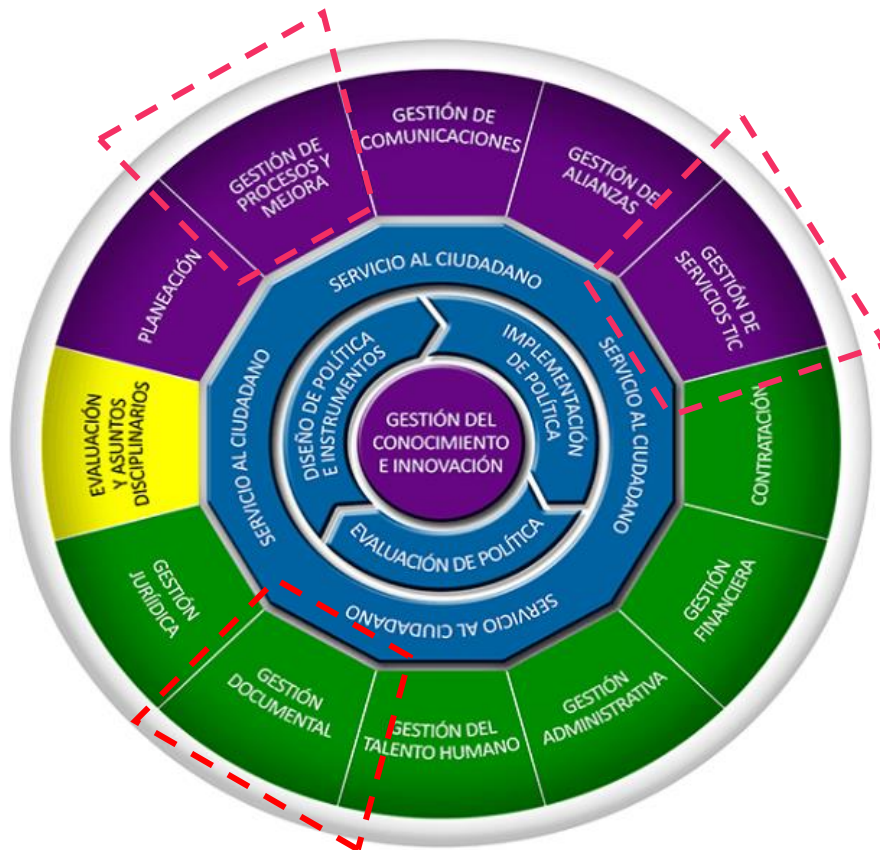 GESTIÓN DE
COMUNICACIONES
GESTIÓN DE
ALIANZAS
GESTIÓN DE
SERVICIOS TIC
CONTRATACIÓN
GESTIÓN
FINANCIERA
GESTIÓN
ADMINISTRATIVA
GESTIÓN DEL
TALENTO HUMANO
GESTIÓN
DOCUMENTAL
GESTIÓN
JURÍIDICA
EVALUACIÓN
Y ASUNTOS
DISCIPLINARIOS
PLANEACIÓN
GESTIÓN DE
PROCESOS Y
MEJORA
SERVICIO AL CIUDADANO
SERVICIO AL CIUDADANO
SERVICIO AL CIUDADANO
SERVICIO AL CIUDADANO
DISEÑO DE POLÍTICA
E INSTRUMENTOS
IMPLEMENTACIÓN
DE POLÍTICA
EVALUACIÓN DE POLÍTICA
GESTIÓN DEL
CONOCIMIENTO
E INNOVACIÓN